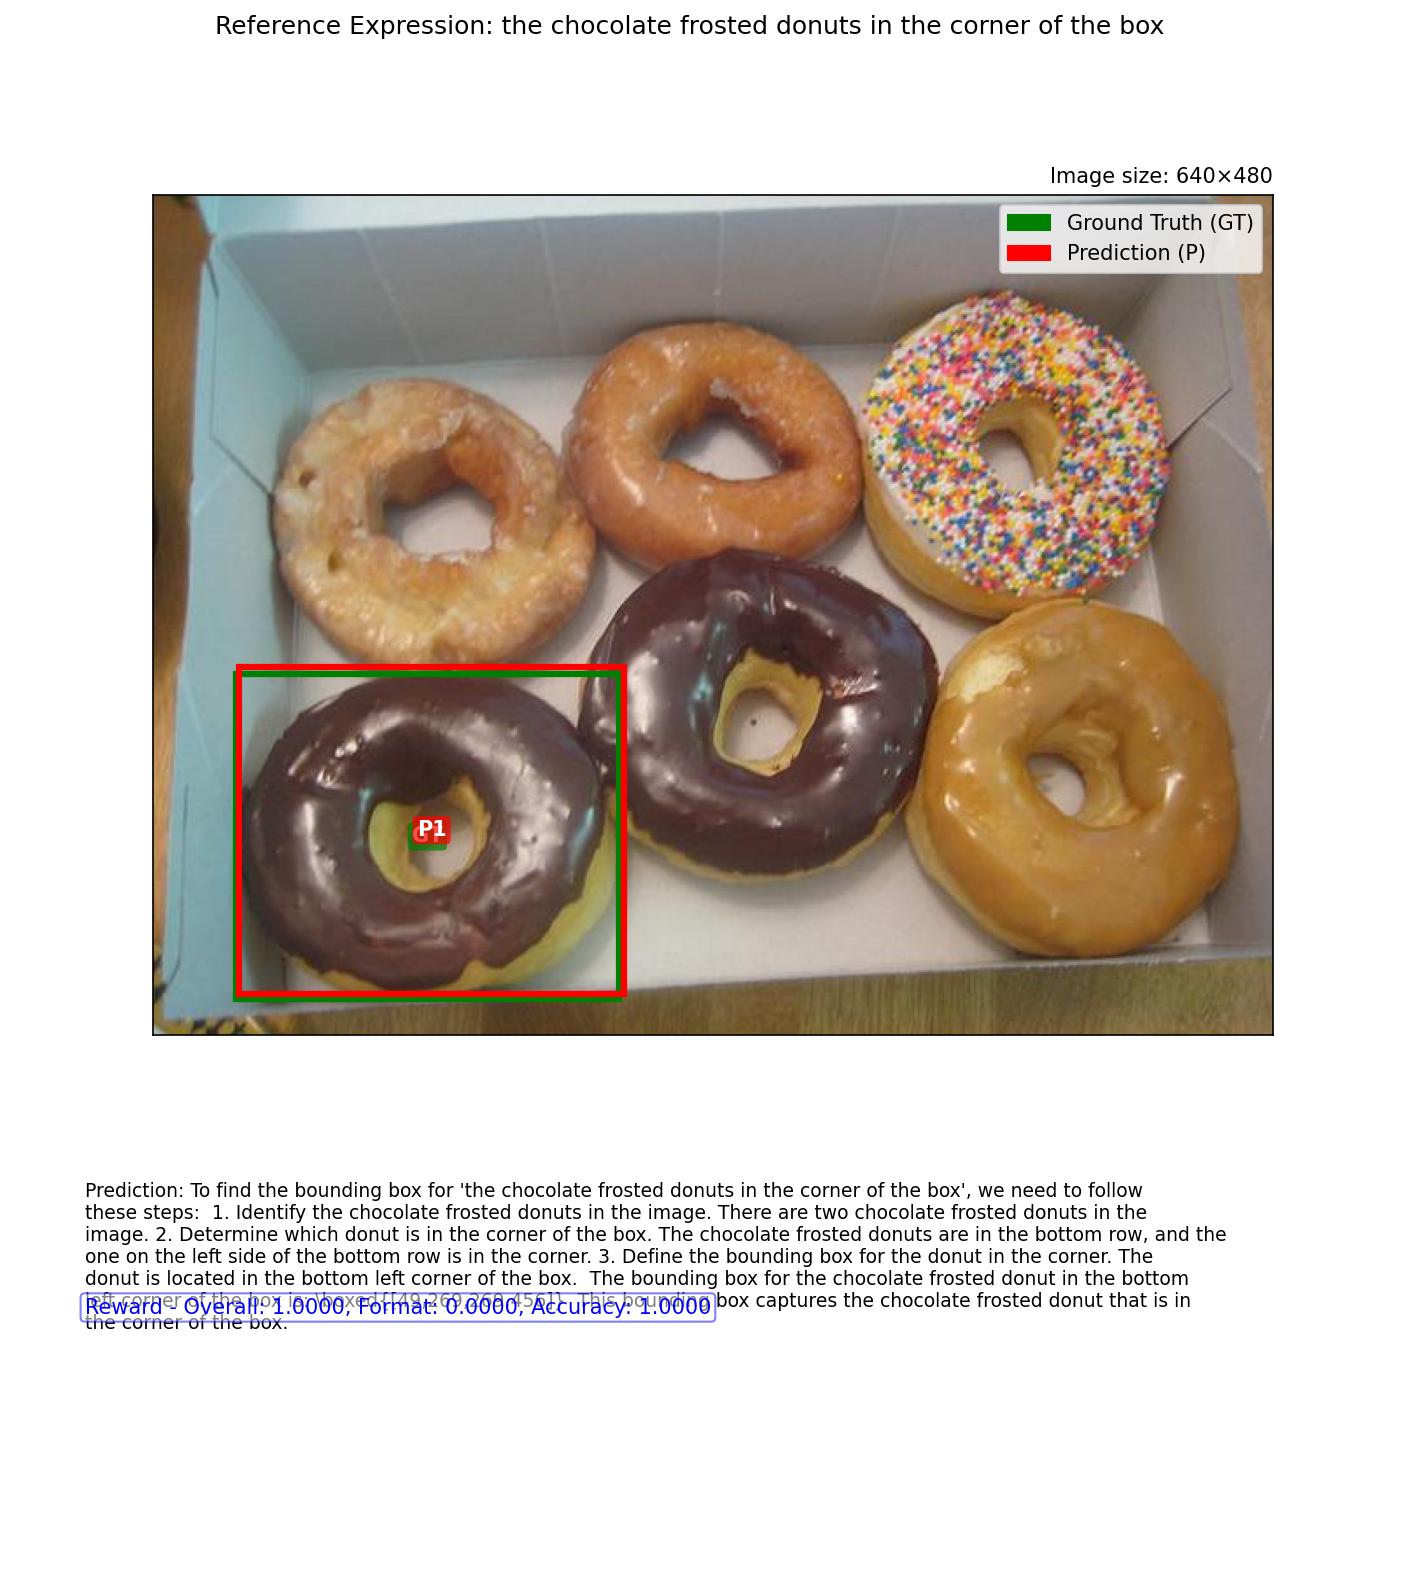 Reference Expression: the chocolate frosted donuts in the corner of the box
Image size: 640×480
Ground Truth (GT)
Prediction (P)
P1
Prediction: To find the bounding box for 'the chocolate frosted donuts in the corner of the box', we need to follow
these steps:  1. Identify the chocolate frosted donuts in the image. There are two chocolate frosted donuts in the
image. 2. Determine which donut is in the corner of the box. The chocolate frosted donuts are in the bottom row, and the
one on the left side of the bottom row is in the corner. 3. Define the bounding box for the donut in the corner. The
donut is located in the bottom left corner of the box.  The bounding box for the chocolate frosted donut in the bottom
left corner of the box is: \boxed{[49,269,269,456]}.  This bounding box captures the chocolate frosted donut that is in
Reward - Overall: 1.0000, Format: 0.0000, Accuracy: 1.0000
the corner of the box.